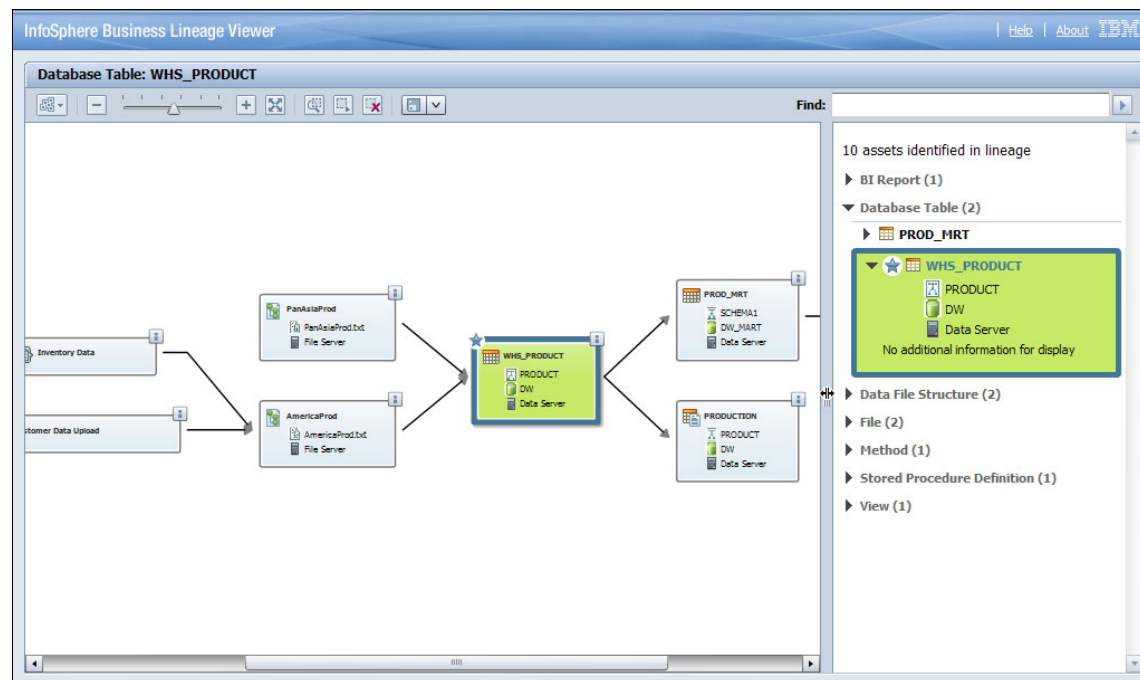 InfoSphere Business Lineage Viewer
Help
About
IBM
Database Table: WHS_PRODUCT
Find:
10 assets identified in lineage
BI Report (1)
Database Table (2)
PROD_MRT
WHS_PRODUCT
PRODUCT
DW
Data Server
No additional information for display
Data File Structure (2)
File (2)
Method (1)
Stored Procedure Definition (1)
View (1)
Inventory Data
tomer Data Upload
PanAsiaProd
PanAsiaProd.txt
File Server
AmericaProd
AmericaProd.txt
File Server
WHS_PRODUCT
PRODUCT
DW
Data Server
PROD_MRT
SCHEMA1
DW_MART
Data Server
PRODUCTION
PRODUCT
DW
Data Server